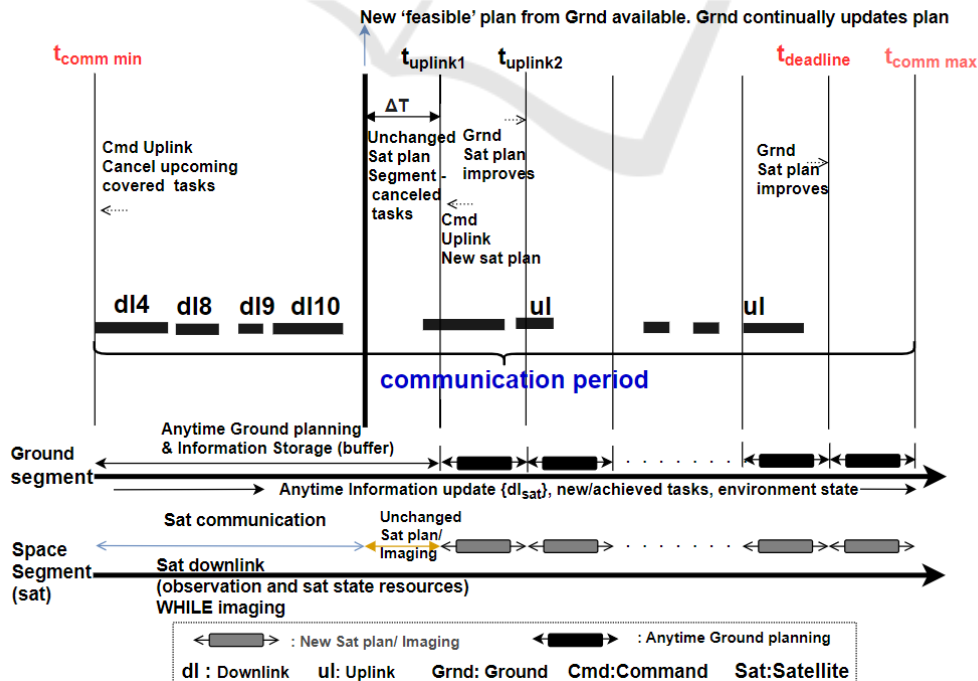 New ‘feasible’ plan from Grnd available. Grnd continually updates plan
tcomm min
tuplink1
tuplink2
tdeadline
tcomm max
ΔT
Cmd Uplink
Cancel upcoming
covered tasks
Unchanged
Sat plan
Segment -
canceled
tasks
Grnd
Sat plan
improves
Cmd
Uplink
New sat plan
Grnd
Sat plan
improves
dl4
dl8
dl9
dl10
ul
ul
communication period
Anytime Ground planning
& Information Storage (buffer)
Ground
segment
. . . . . . .
Anytime Information update {dlsat}, new/achieved tasks, environment state
Sat communication
Unchanged
Sat plan/
Imaging
Space
Segment
(sat)
. . . . . . .
Sat downlink
(observation and sat state resources)
WHILE imaging
: New Sat plan/ Imaging
: Anytime Ground planning
dl : Downlink ul: Uplink Grnd: Ground Cmd:Command Sat:Satellite